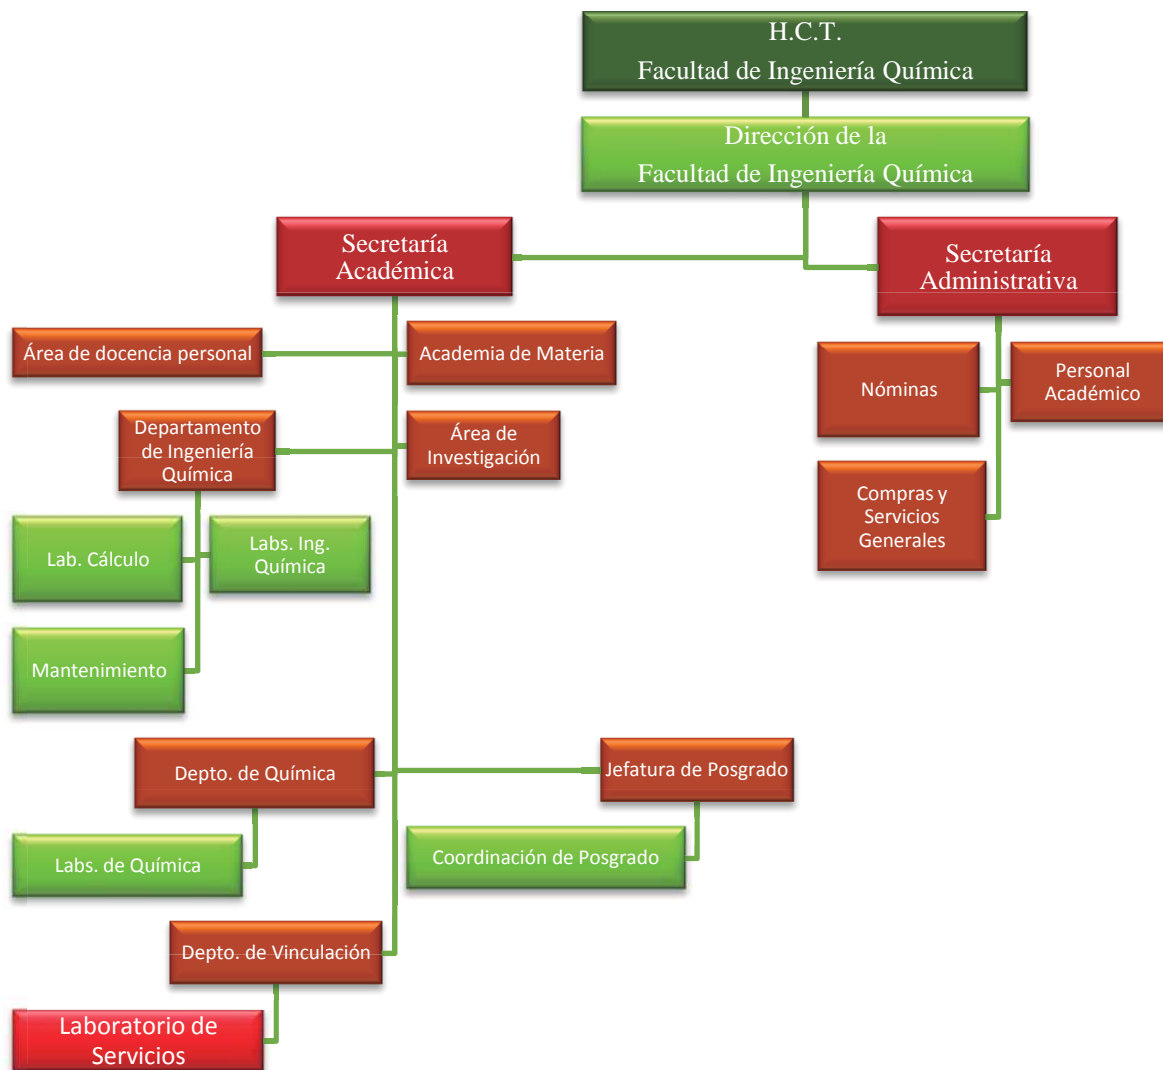 H.C.T.
Facultad de Ingeniería Química
Dirección de la
Facultad de Ingeniería Química
Secretaría
Académica
Secretaría
Administrativa
Área de docencia personal
Academia de Materia
Nóminas
Personal
Académico
Departamento
de Ingeniería
Química
Área de
Investigación
Compras y
Servicios
Generales
Lab. Cálculo
Labs. Ing.
Química
Mantenimiento
Depto. de Química
Jefatura de Posgrado
Labs. de Química
Coordinación de Posgrado
Depto. de Vinculación
Laboratorio de
Servicios